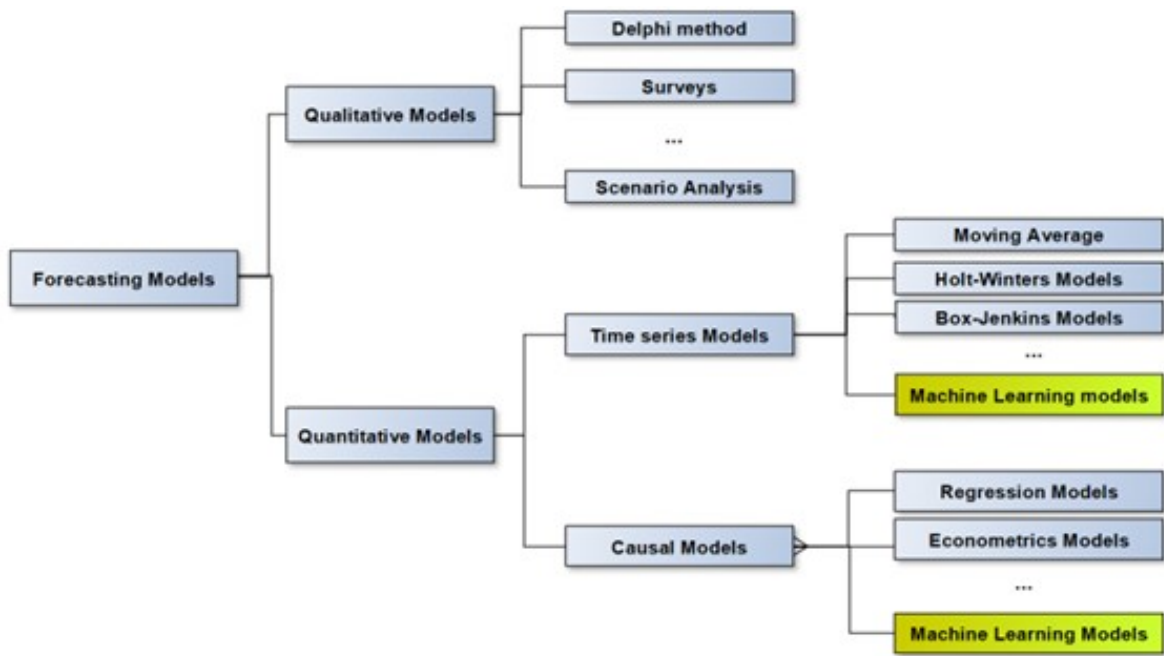 Delphi method
Surveys
Qualitative Models
...
Scenario Analysis
Moving Average
Forecasting Models
Holt-Winters Models
Box-Jenkins Models
Time series Models
...
Machine Learning models
Quantitative Models
Regression Models
Econometrics Models
Causal Models
...
Machine Learning Models